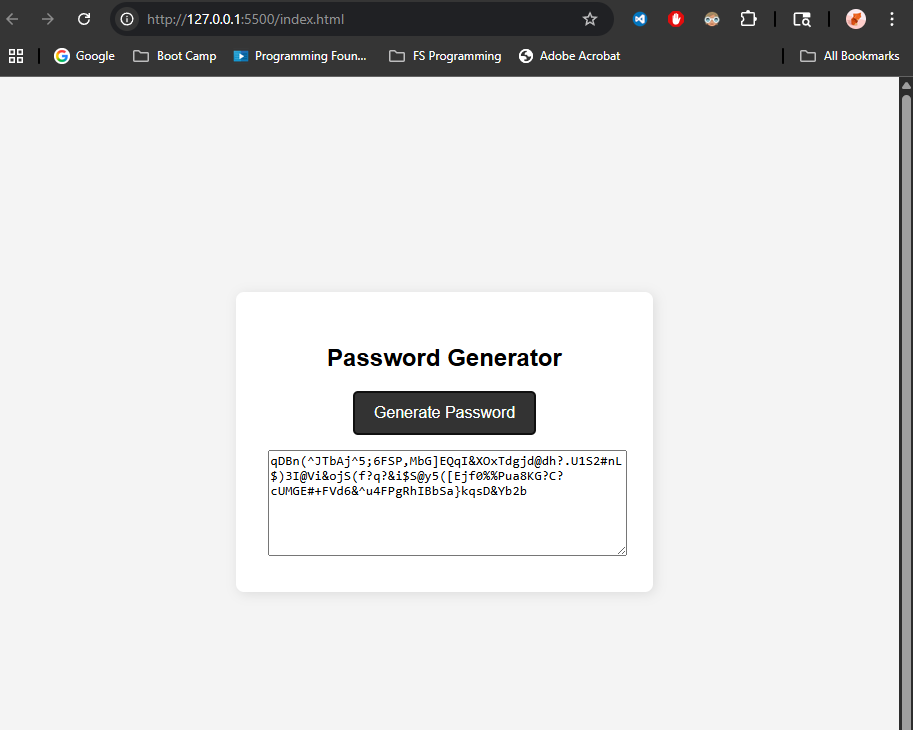 http://127.0.0.1:5500/index.html
Google Boot Camp Programming Foun... FS Programming Adobe Acrobat All Bookmarks
Password Generator
Generate Password
qDBn(^JTbAj^5;6FSP,MbG]EQqI&XOxTdgjd@dh?.U1S2#nL
$)3I@Vi&ojS(f?q?&i$S@y5([Ejf0%%Pua8KG?C?
cUMGE#+FVd6&^u4FPgRhIBbSa}kqsD&Yb2b